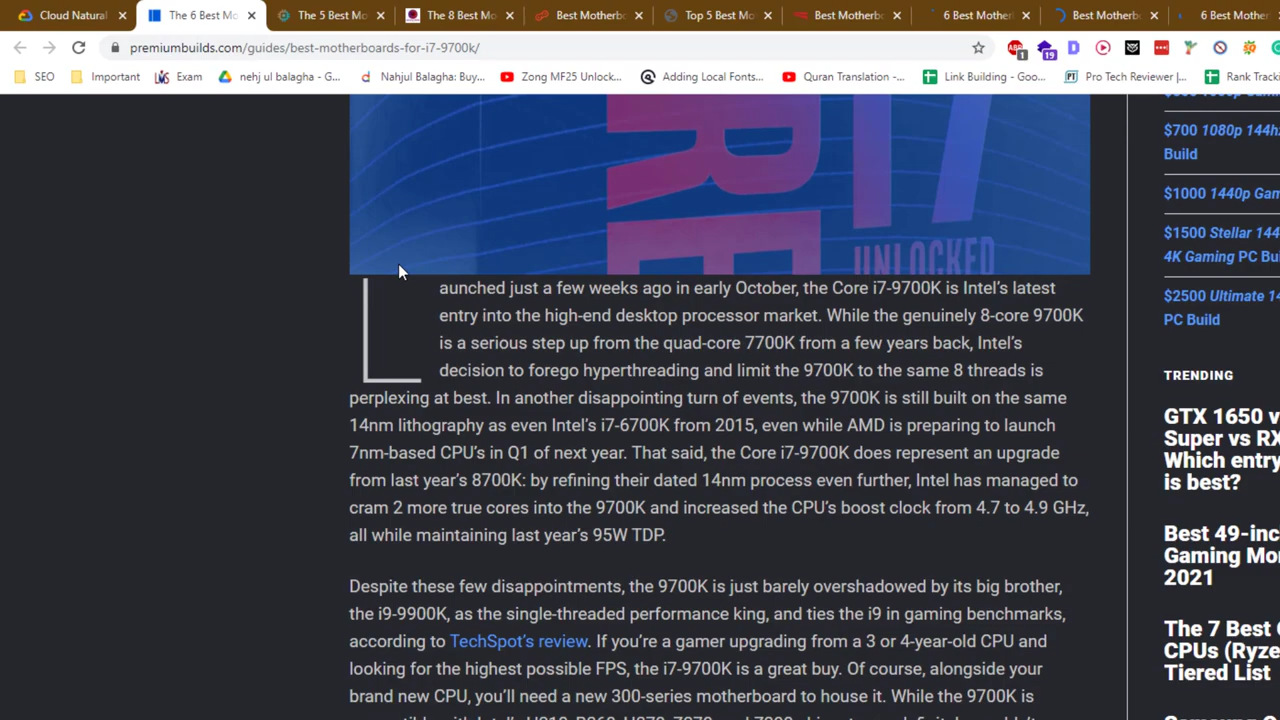 Cloud Natural
The 6 Best Mo
The 5 Best Mo
The 8 Best Mo
Best Motherb
Top 5 Best Mo
Best Motherb
6 Best Mother
Best Motherb
6 Best Mother
premiumbuilds.com/guides/best-motherboards-for-i7-9700k/
1
19
SEO
Important
Exam
nehj ul balagha - G...
Nahjul Balagha: Buy...
Zong MF25 Unlock...
Adding Local Fonts...
Quran Translation -...
Link Building - Goo...
Pro Tech Reviewer |...
Rank Tracki
RE
i7
UNLOCKED
Launched just a few weeks ago in early October, the Core i7-9700K is Intel’s latest
entry into the high-end desktop processor market. While the genuinely 8-core 9700K
is a serious step up from the quad-core 7700K from a few years back, Intel’s
decision to forego hyperthreading and limit the 9700K to the same 8 threads is
perplexing at best. In another disappointing turn of events, the 9700K is still built on the same
14nm lithography as even Intel’s i7-6700K from 2015, even while AMD is preparing to launch
7nm-based CPU’s in Q1 of next year. That said, the Core i7-9700K does represent an upgrade
from last year’s 8700K: by refining their dated 14nm process even further, Intel has managed to
cram 2 more true cores into the 9700K and increased the CPU’s boost clock from 4.7 to 4.9 GHz,
all while maintaining last year’s 95W TDP.
Despite these few disappointments, the 9700K is just barely overshadowed by its big brother,
the i9-9900K, as the single-threaded performance king, and ties the i9 in gaming benchmarks,
according to TechSpot’s review. If you’re a gamer upgrading from a 3 or 4-year-old CPU and
looking for the highest possible FPS, the i7-9700K is a great buy. Of course, alongside your
brand new CPU, you’ll need a new 300-series motherboard to house it. While the 9700K is
$700 1080p 144h
Build
$1000 1440p Gam
$1500 Stellar 144
4K Gaming PC Bui
$2500 Ultimate 14
PC Build
TRENDING
GTX 1650 v
Super vs RX
Which entry
is best?
Best 49-inc
Gaming Mon
2021
The 7 Best C
CPUs (Ryze
Tiered List